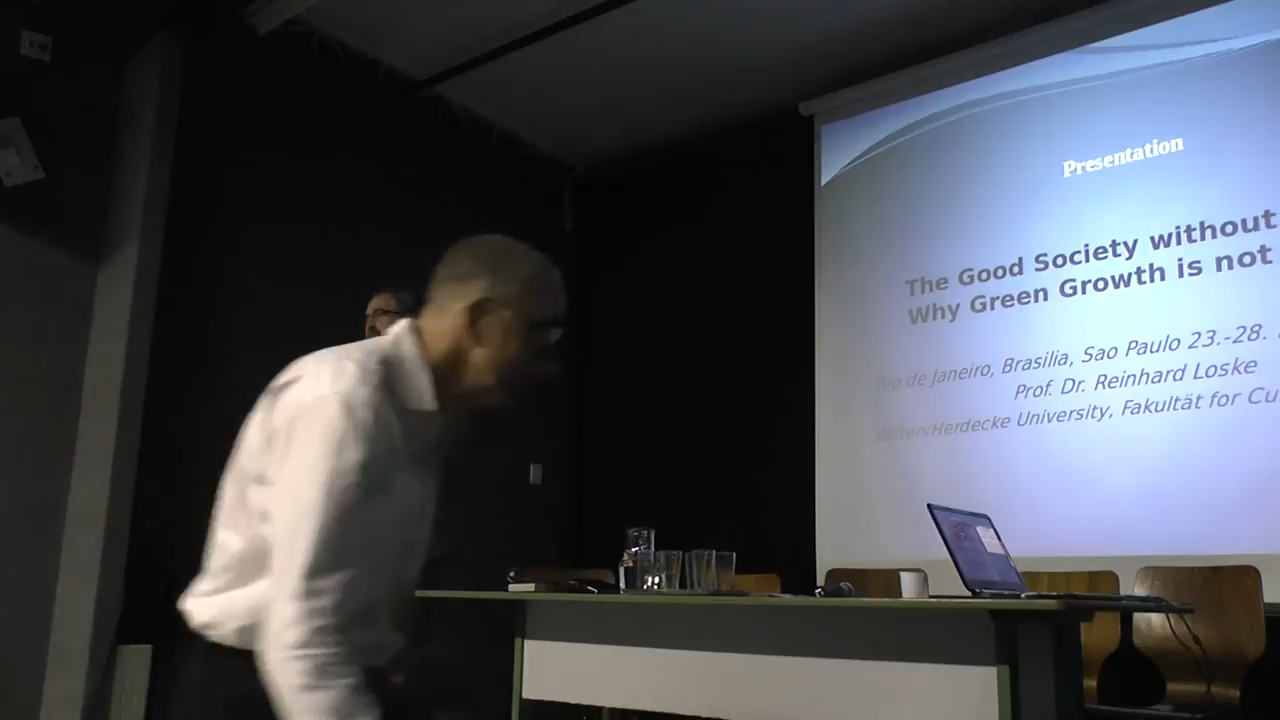 Presentation
The Good Society without
Why Green Growth is not
Rio de Janeiro, Brasilia, Sao Paulo 23.-28.
Prof. Dr. Reinhard Loske
Witten/Herdecke University, Fakultät for Cu